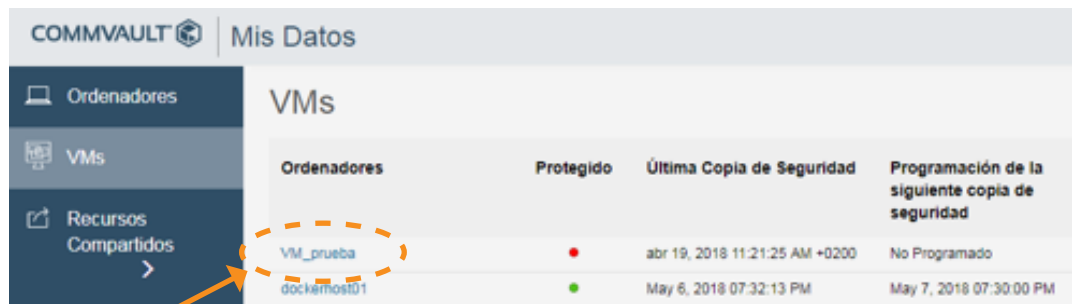 COMMVAULT Mis Datos
Ordenadores
VMs
Recursos
Compartidos
VMs
Ordenadores Protegido Última Copia de Seguridad Programación de la
siguiente copia de
seguridad
VM_prueba abr 19, 2018 11:21:25 AM +0200 No Programado
dockerhost01 May 6, 2018 07:32:13 PM May 7, 2018 07:30:00 PM